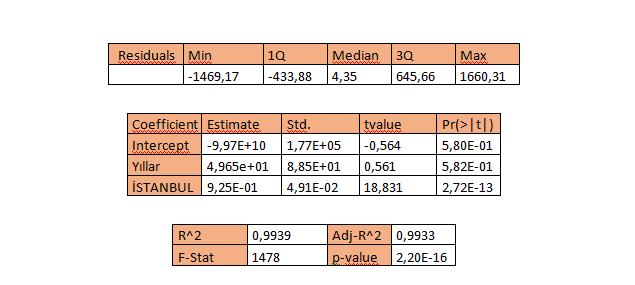 Residuals Min 1Q Median 3Q Max
-1469,17 -433,88 4,35 645,66 1660,31
Coefficient Estimate Std. tvalue Pr(>|t|)
Intercept -9,97E+10 1,77E+05 -0,564 5,80E-01
Yıllar 4,965e+01 8,85E+01 0,561 5,82E-01
İSTANBUL 9,25E-01 4,91E-02 18,831 2,72E-13
R^2 0,9939 Adj-R^2 0,9933
F-Stat 1478 p-value 2,20E-16